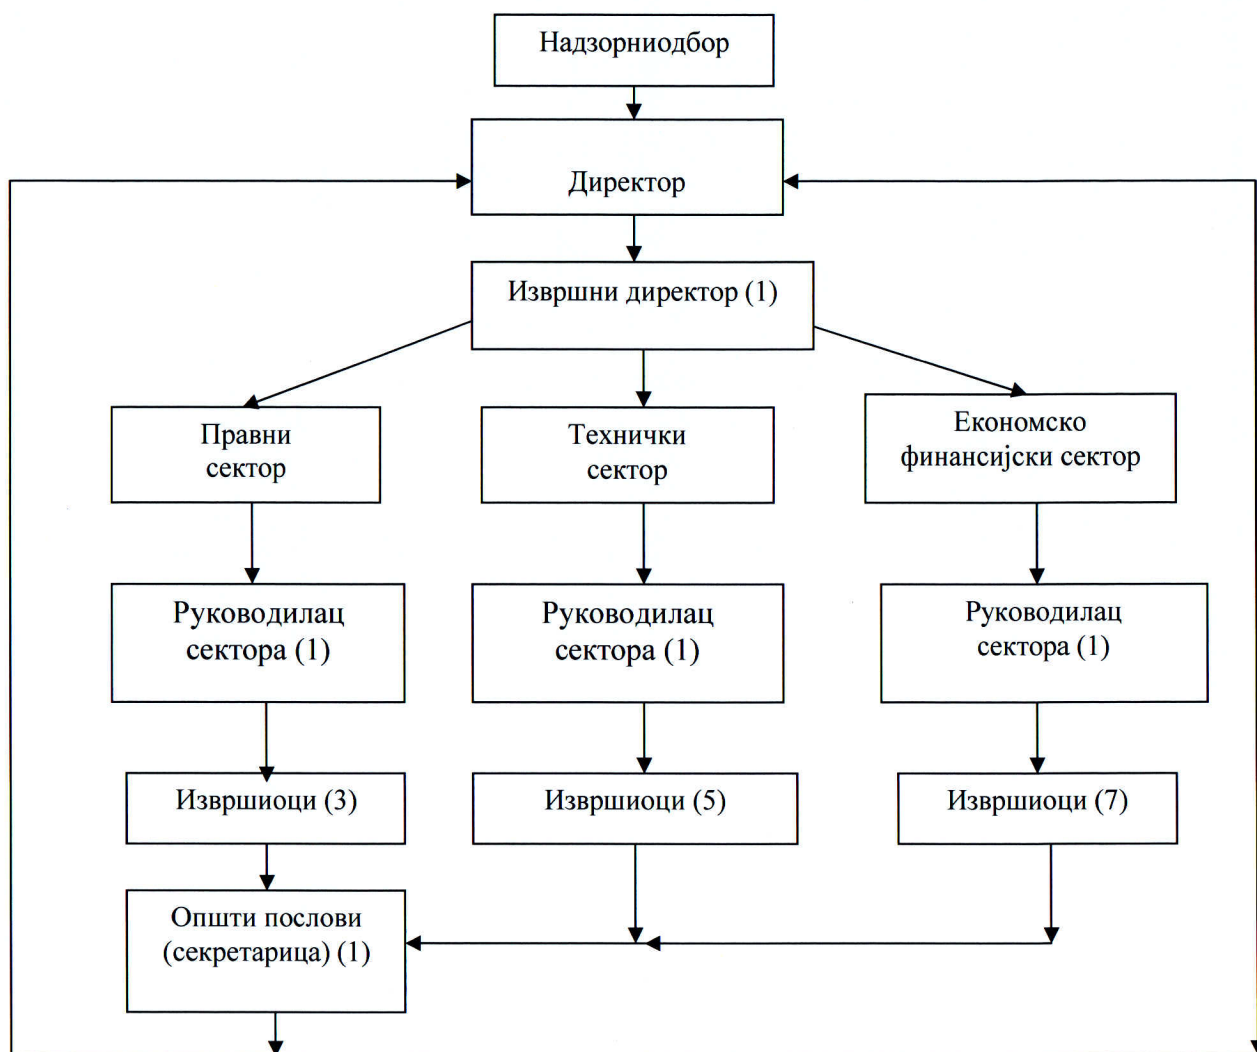 Надзорниодбор
Директор
Извршни директор (1)
Правни
сектор
Технички
сектор
Економско
финансијски сектор
Руководилац
сектора (1)
Руководилац
сектора (1)
Руководилац
сектора (1)
Извршиоци (3)
Извршиоци (5)
Извршиоци (7)
Општи послови
(секретарица) (1)